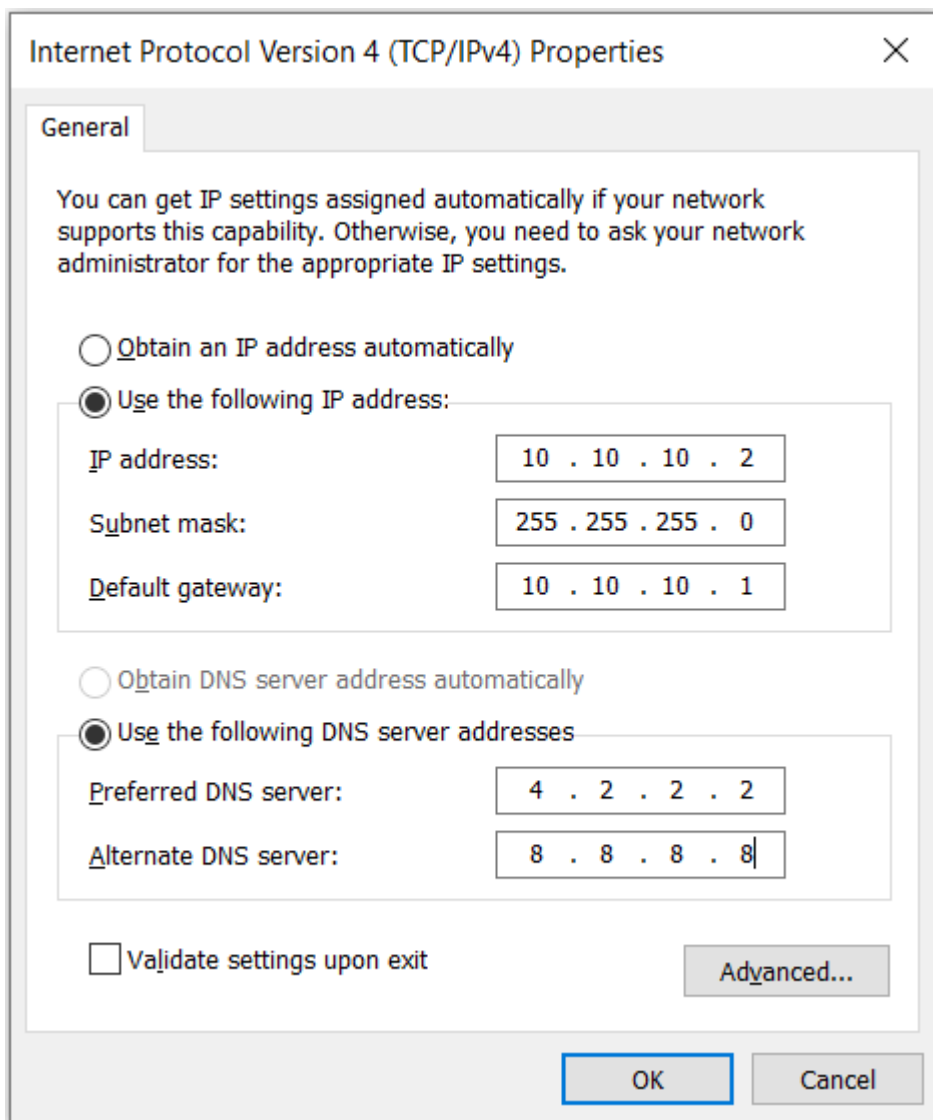 Internet Protocol Version 4 (TCP/IPv4) Properties
General
You can get IP settings assigned automatically if your network
supports this capability. Otherwise, you need to ask your network
administrator for the appropriate IP settings.
Obtain an IP address automatically
Use the following IP address:
IP address: 10 . 10 . 10 . 2
Subnet mask: 255 . 255 . 255 . 0
Default gateway: 10 . 10 . 10 . 1
Obtain DNS server address automatically
Use the following DNS server addresses
Preferred DNS server: 4 . 2 . 2 . 2
Alternate DNS server: 8 . 8 . 8 . 8
Validate settings upon exit
Advanced...
OK Cancel